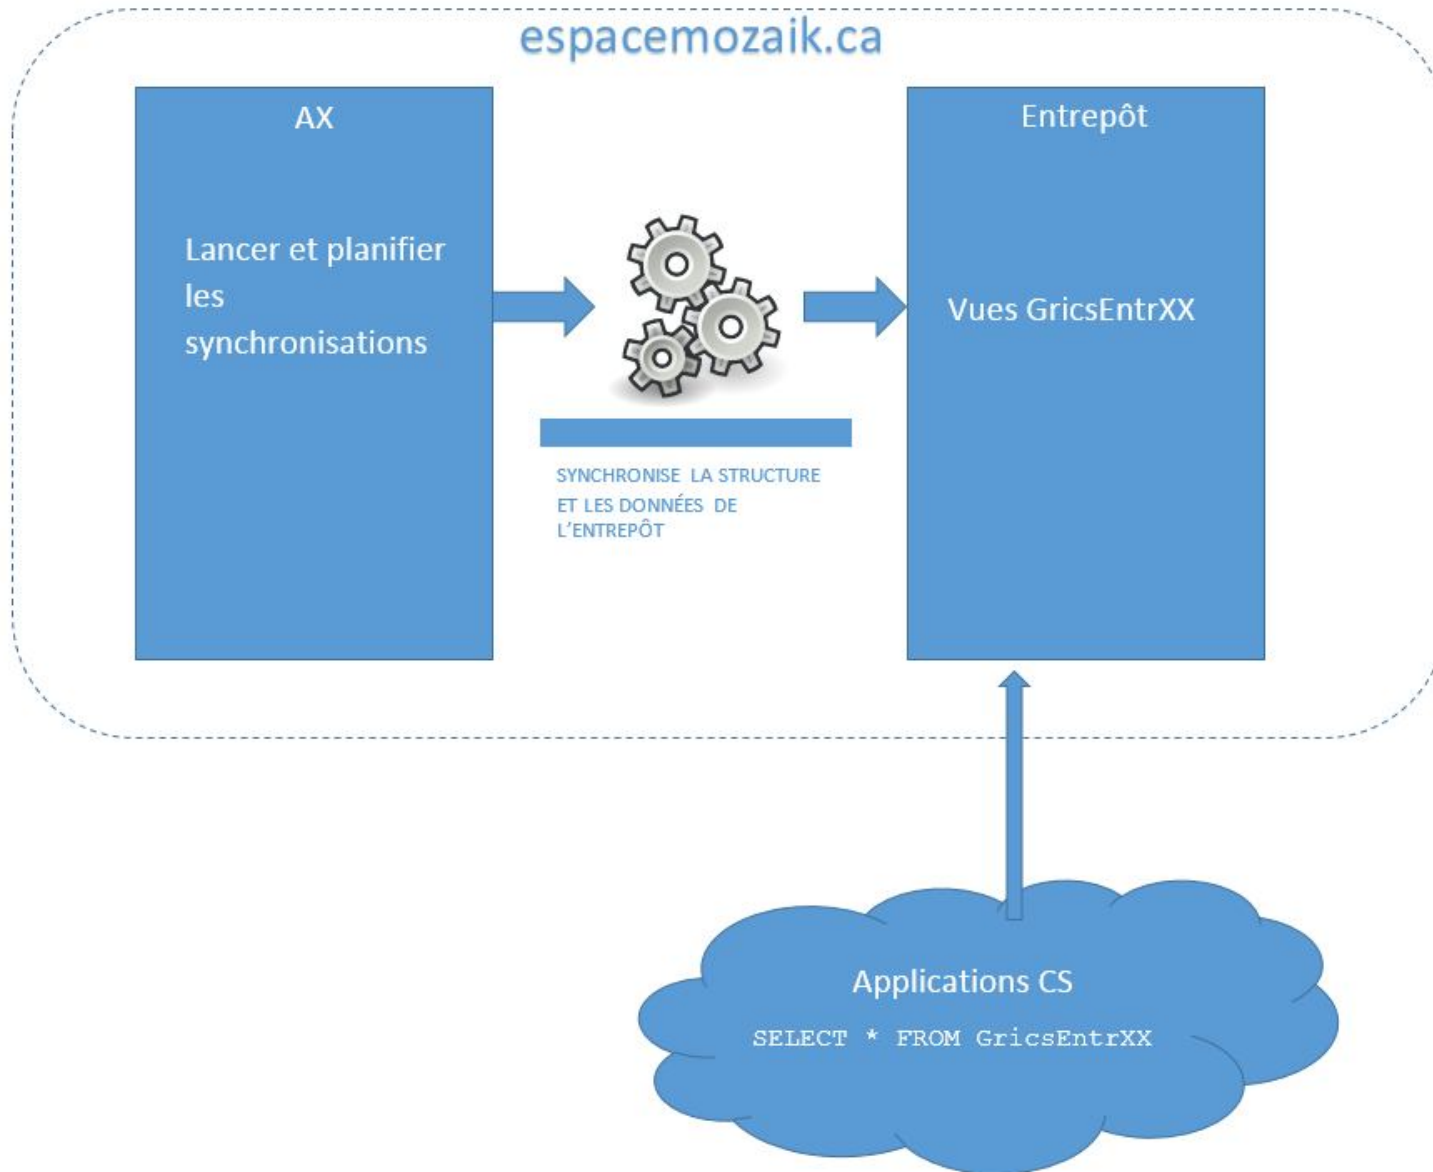 espacemozaik.ca
AX
Lancer et planifier
les
synchronisations
SYNCHRONISE LA STRUCTURE
ET LES DONNÉES DE
L'ENTREPÔT
Entrepôt
Vues GricsEntrXX
Applications CS
SELECT * FROM GricsEntrXX